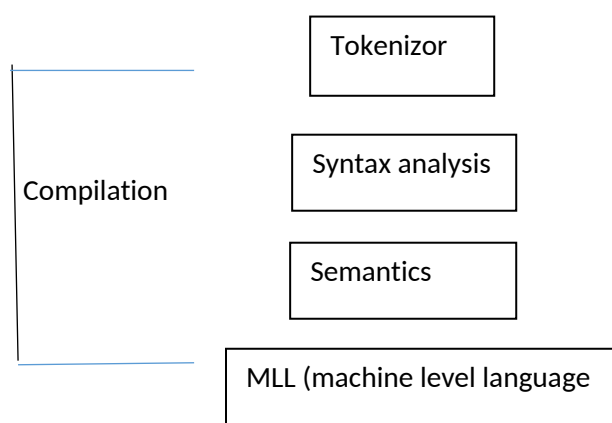 Tokenizor
Syntax analysis
Compilation
Semantics
MLL (machine level language